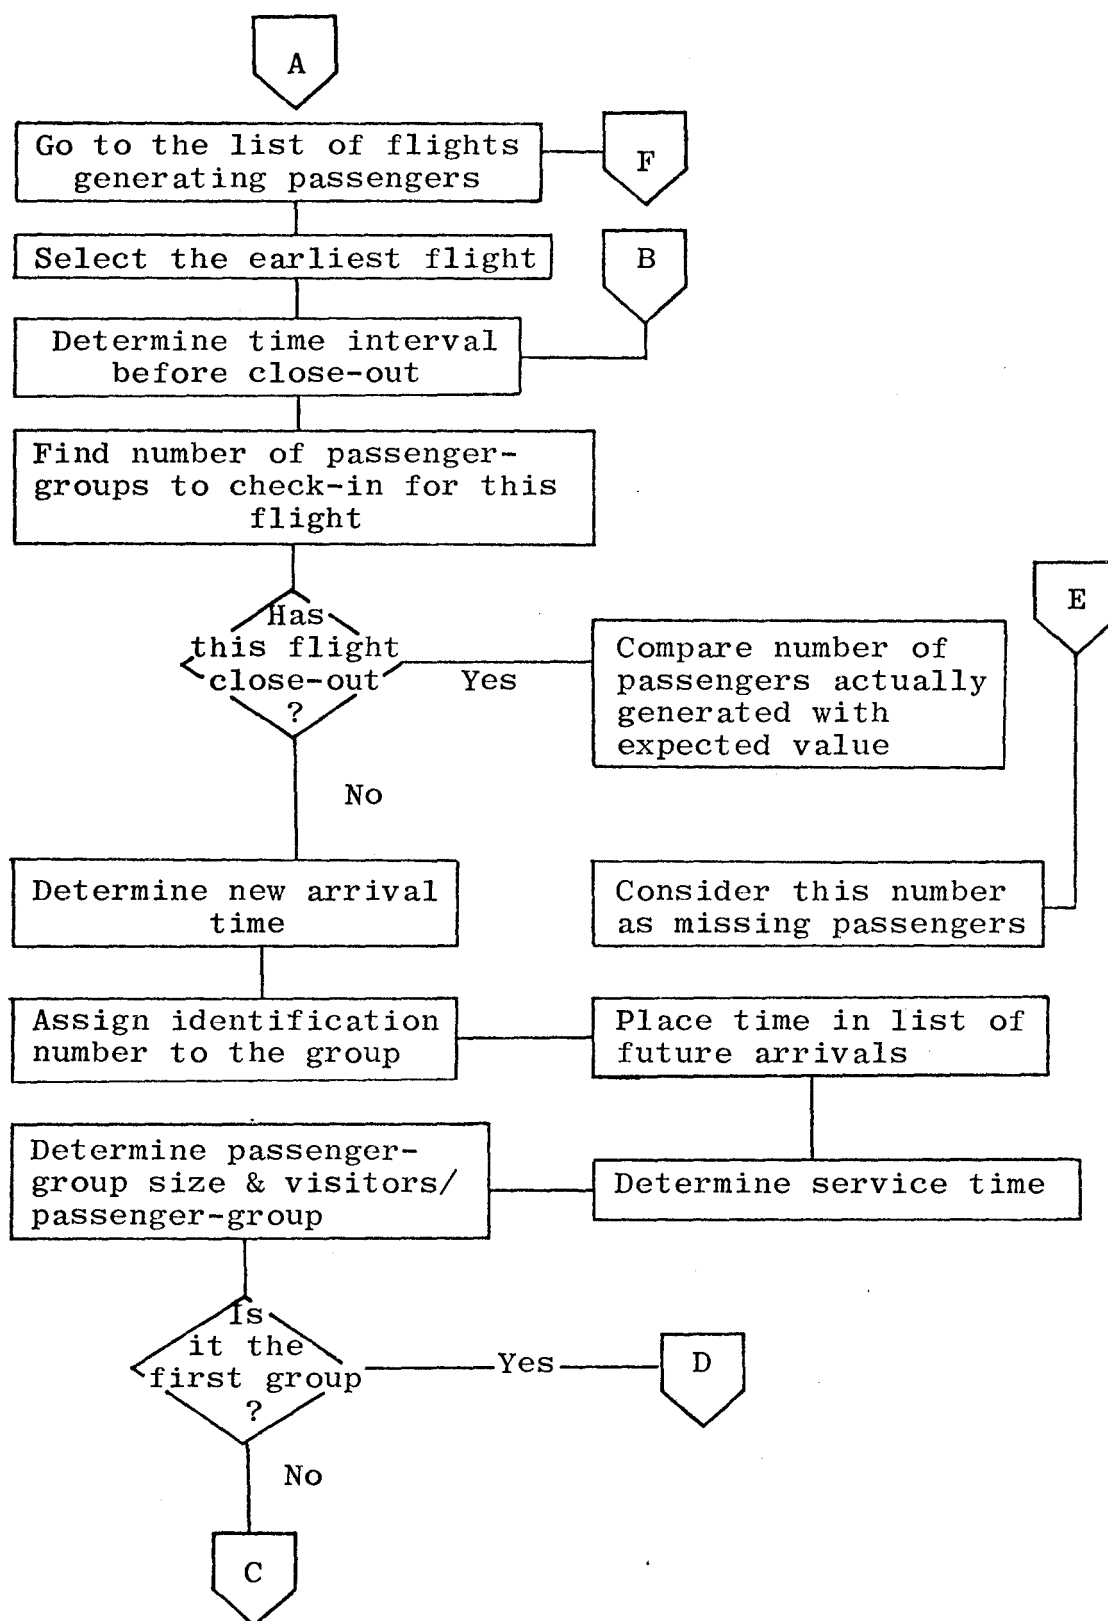 A
Go to the list of flights
generating passengers
F
Select the earliest flight
B
Determine time interval
before close-out
Find number of passenger-
groups to check-in for this
flight
E
Has
this flight
close-out
?
Yes
Compare number of
passengers actually
generated with
expected value
No
Determine new arrival
time
Consider this number
as missing passengers
Assign identification
number to the group
Place time in list of
future arrivals
Determine passenger-
group size & visitors/
passenger-group
Determine service time
Is
it the
first group
?
Yes
D
No
C